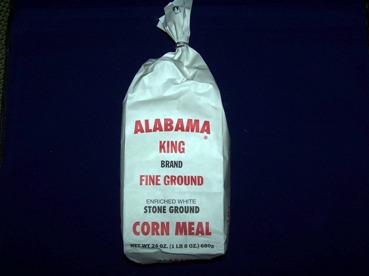 ALABAMA®
KING
BRAND
FINE GROUND
ENRICHED WHITE
STONE GROUND
CORN MEAL
NET WT. 24 OZ. (1 LB 8 OZ.) 680g